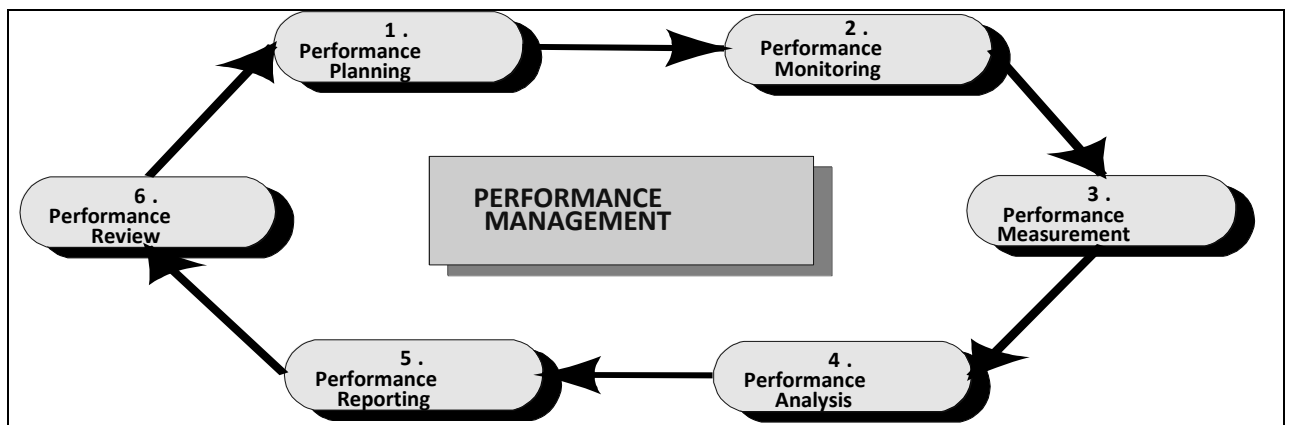 1 .
Performance
Planning
2 .
Performance
Monitoring
3 .
Performance
Measurement
4 .
Performance
Analysis
5 .
Performance
Reporting
6 .
Performance
Review
PERFORMANCE
MANAGEMENT